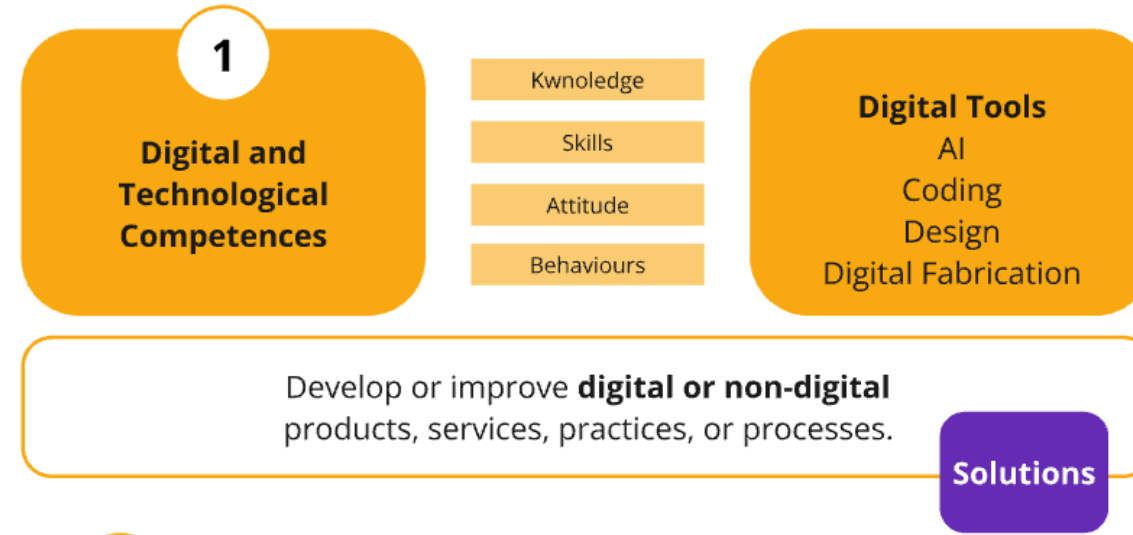 1
Digital and
Technological
Competences
Kwnoledge
Skills
Attitude
Behaviours
Digital Tools
AI
Coding
Design
Digital Fabrication
Develop or improve digital or non-digital
products, services, practices, or processes.
Solutions